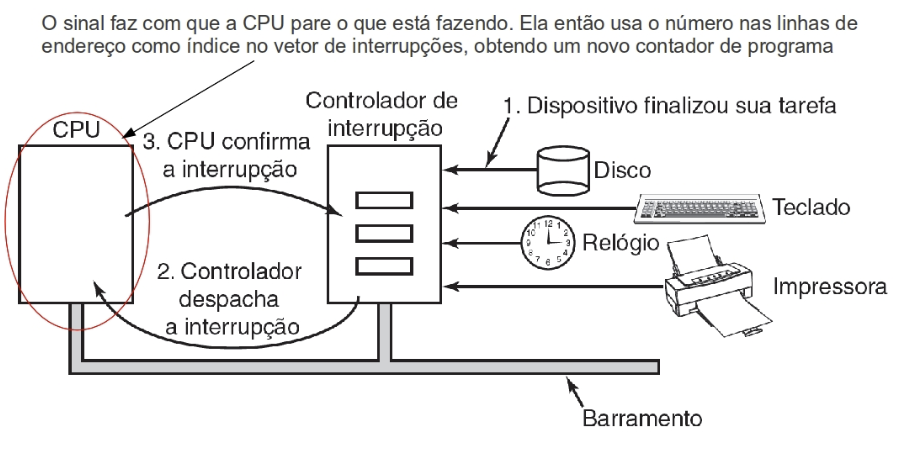 O sinal faz com que a CPU pare o que está fazendo. Ela então usa o número nas linhas de
endereço como índice no vetor de interrupções, obtendo um novo contador de programa
CPU
3. CPU confirma
a interrupção
Controlador de
interrupção
1. Dispositivo finalizou sua tarefa
Disco
Teclado
Relógio
Impressora
2. Controlador
despacha
a interrupção
Barramento